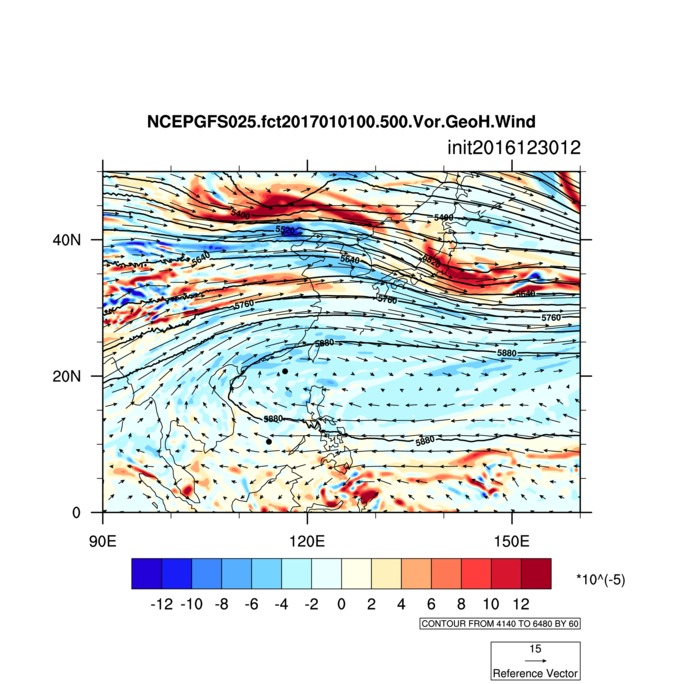 NCEPGFS025.fct2017010100.500.Vor.GeoH.Wind
init2016123012
5400
5400
5520
5640
5640
5760
5760
5760
5880
5880
5880
5880
40N
20N
0
90E 120E 150E
-12 -10 -8 -6 -4 -2 0 2 4 6 8 10 12
*10^(-5)
CONTOUR FROM 4140 TO 6480 BY 60
15
Reference Vector